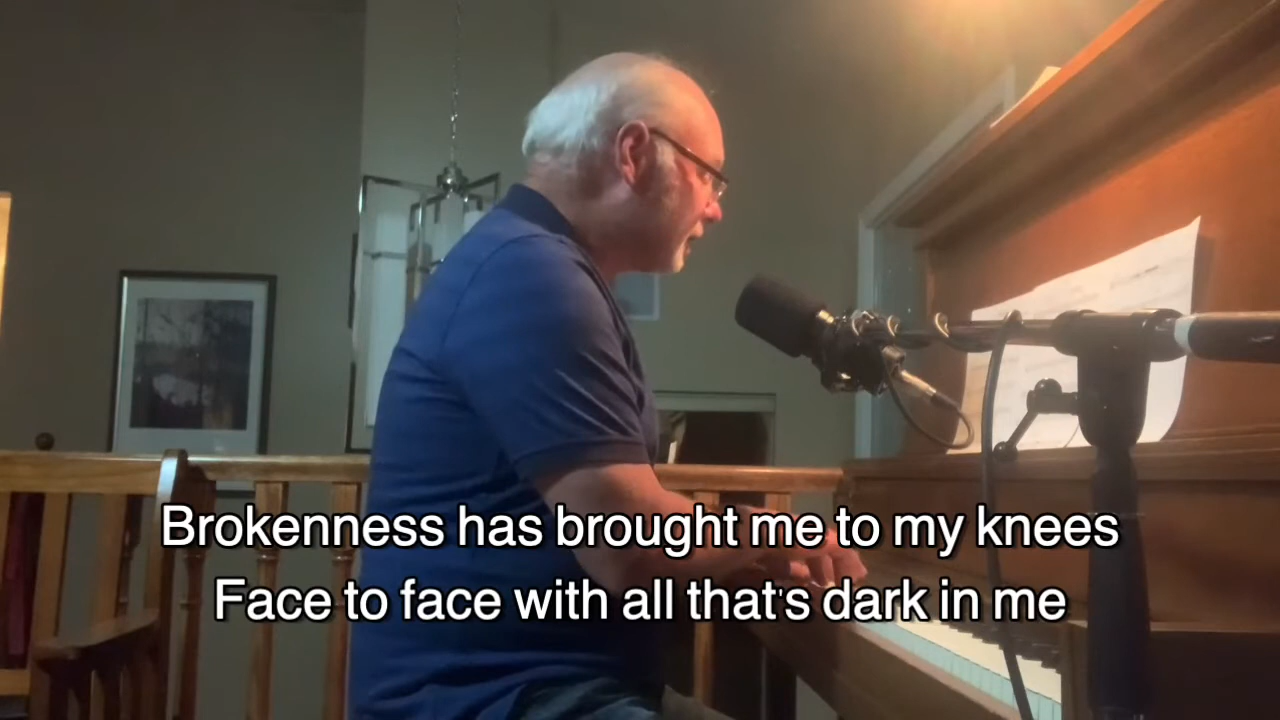 Brokenness has brought me to my knees
Face to face with all that's dark in me